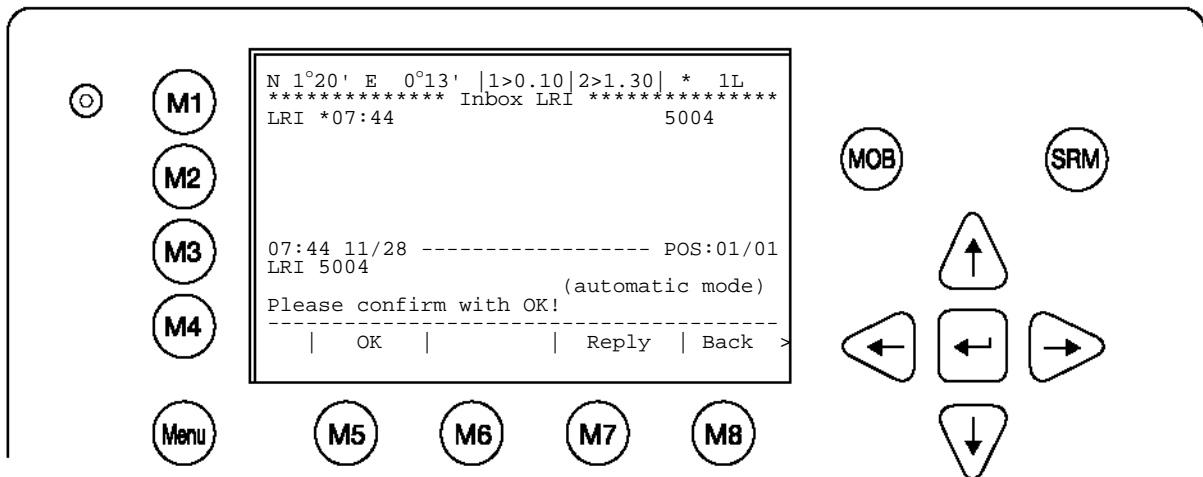 N 1°20' E 0°13' |1>0.10|2>1.30| * 1L
************** Inbox LRI ***************
LRI *07:44 5004
07:44 11/28 ------------------ POS:01/01
LRI 5004
(automatic mode)
Please confirm with OK!
----------------------------------------
| OK | | Reply | Back >
M1
M2
M3
M4
Menu
M5
M6
M7
M8
MOB
SRM